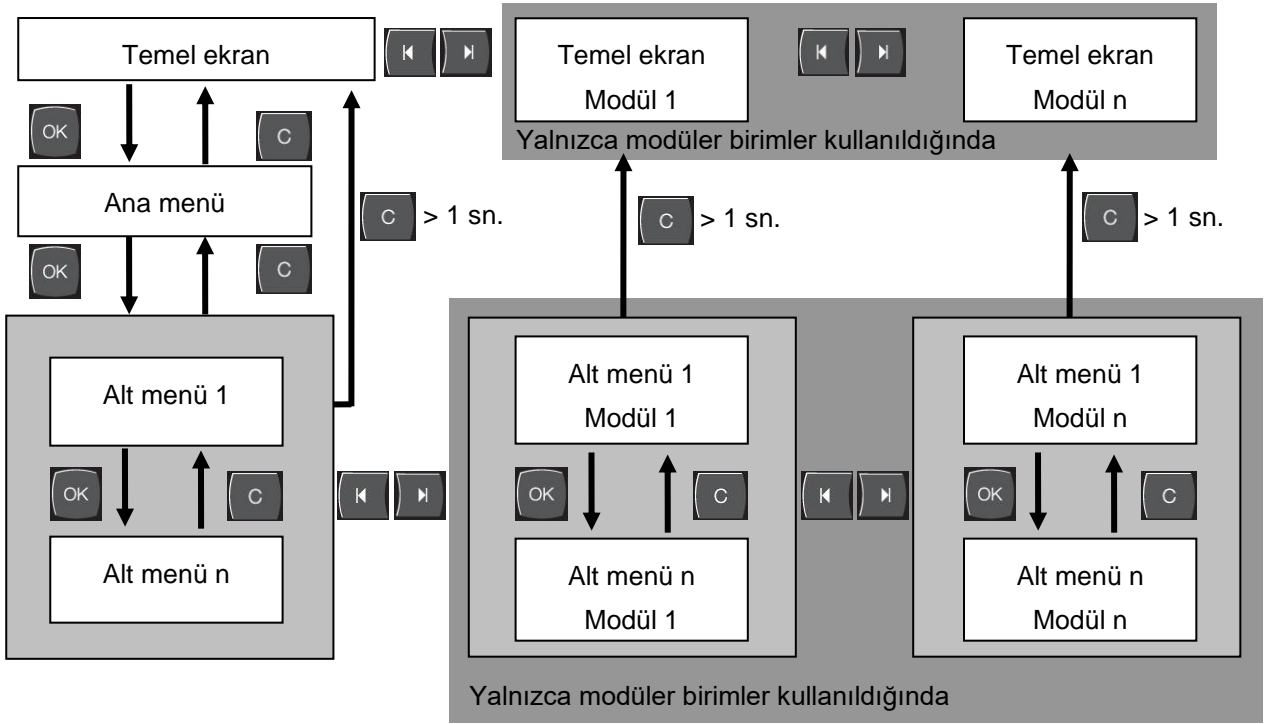 Temel ekran
Temel ekran
Modül 1
Temel ekran
Modül n
Yalnızca modüler birimler kullanıldığında
OK
C
Ana menü
C > 1 sn.
C > 1 sn.
C > 1 sn.
OK
C
Alt menü 1
OK
C
Alt menü n
Alt menü 1
Modül 1
OK
C
Alt menü n
Modül 1
Alt menü 1
Modül n
OK
C
Alt menü n
Modül n
Yalnızca modüler birimler kullanıldığında